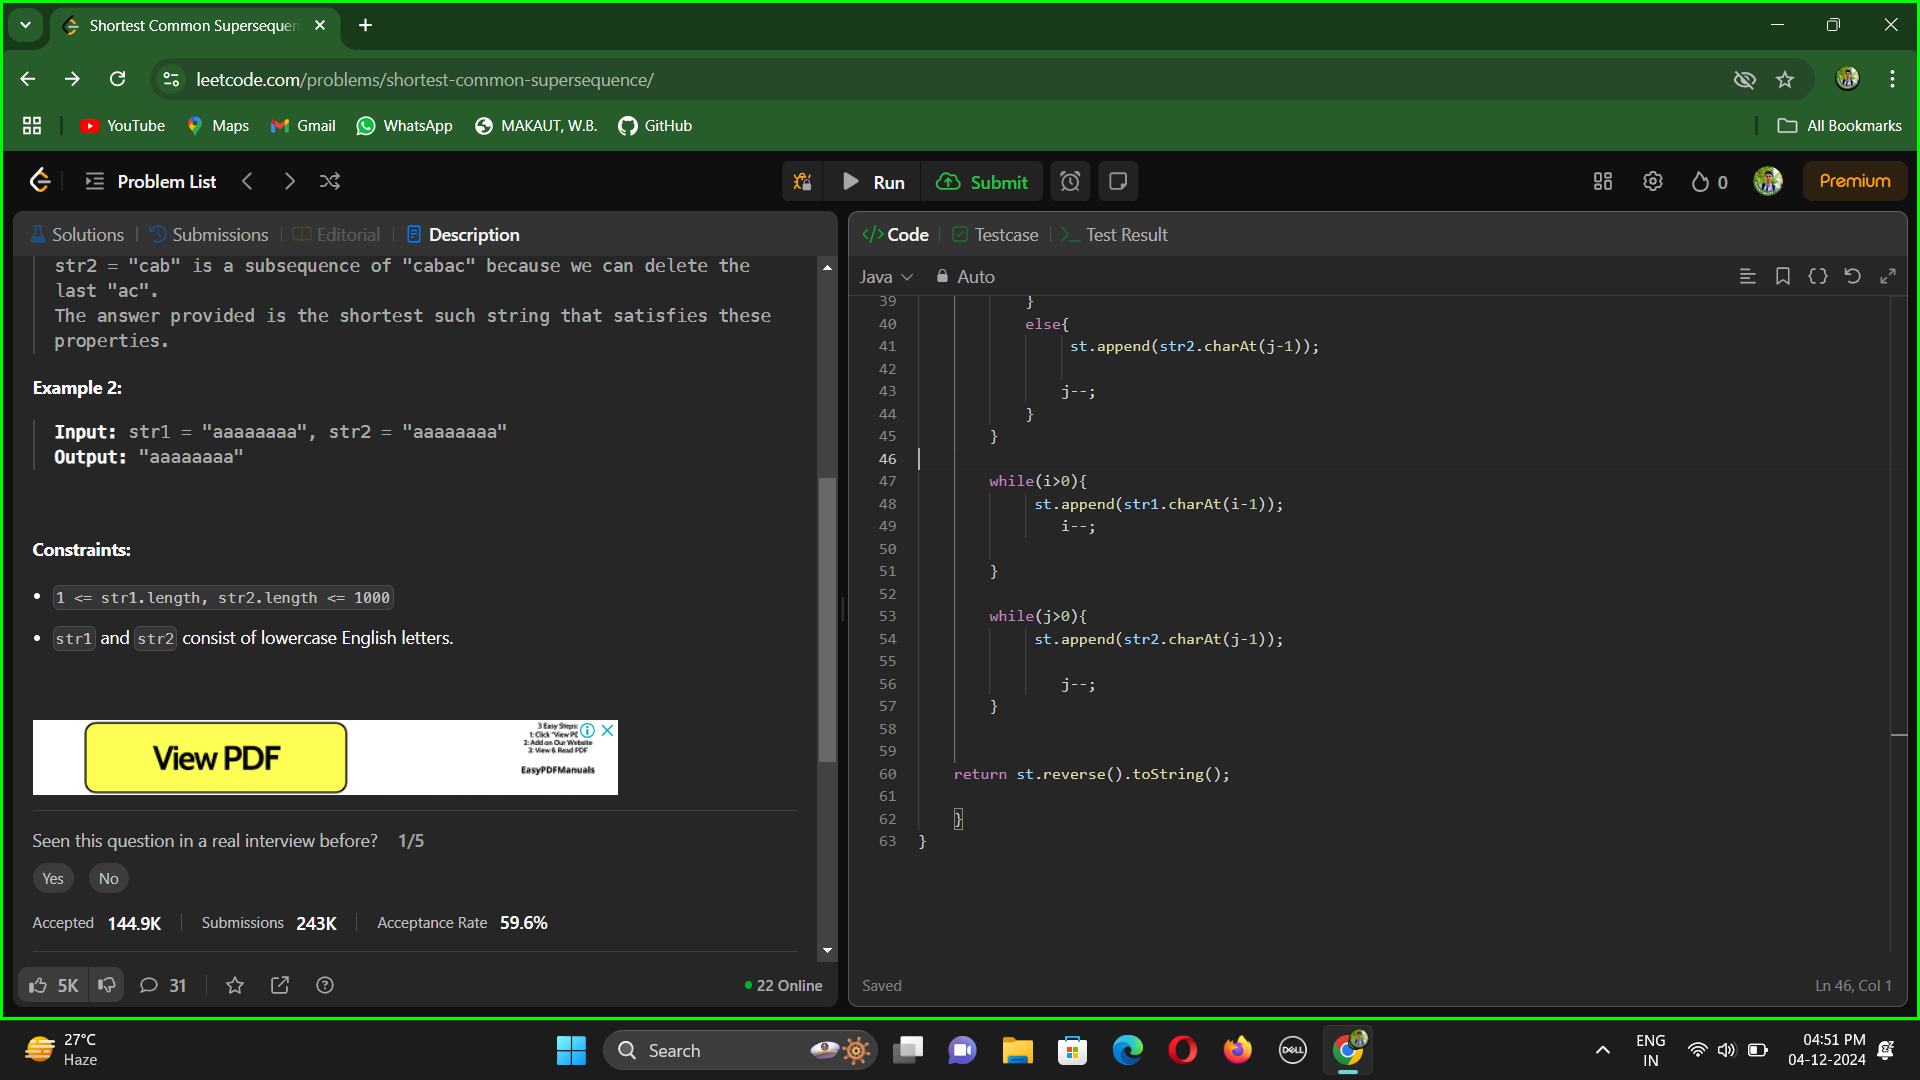 Shortest Common Supersequen
leetcode.com/problems/shortest-common-supersequence/
YouTube
Maps
Gmail
WhatsApp
MAKAUT, W.B.
GitHub
All Bookmarks
Problem List
Run
Submit
0
Premium
Solutions
Submissions
Editorial
Description
str2 = "cab" is a subsequence of "cabac" because we can delete the
last "ac".
The answer provided is the shortest such string that satisfies these
properties.
Example 2:
Input: str1 = "aaaaaaaa", str2 = "aaaaaaaa"
Output: "aaaaaaaa"
Constraints:
• 1 <= str1.length, str2.length <= 1000
• str1 and str2 consist of lowercase English letters.
View PDF
3 Easy Steps:
1: Click "View PD
2: Add on Our Website
3: View & Read PDF
EasyPDFManuals
Seen this question in a real interview before? 1/5
Yes
No
Accepted 144.9K
Submissions 243K
Acceptance Rate 59.6%
5K
31
22 Online
Code
Testcase
Test Result
Java
Auto
39 }
40 else{
41 st.append(str2.charAt(j-1));
42
43 j--;
44 }
45 }
46
47 while(i>0){
48 st.append(str1.charAt(i-1));
49 i--;
50
51 }
52
53 while(j>0){
54 st.append(str2.charAt(j-1));
55
56 j--;
57 }
58
59
60 return st.reverse().toString();
61
62 }
63 }
Saved
Ln 46, Col 1
27°C
Haze
Search
DELL
ENG
IN
04:51 PM
04-12-2024